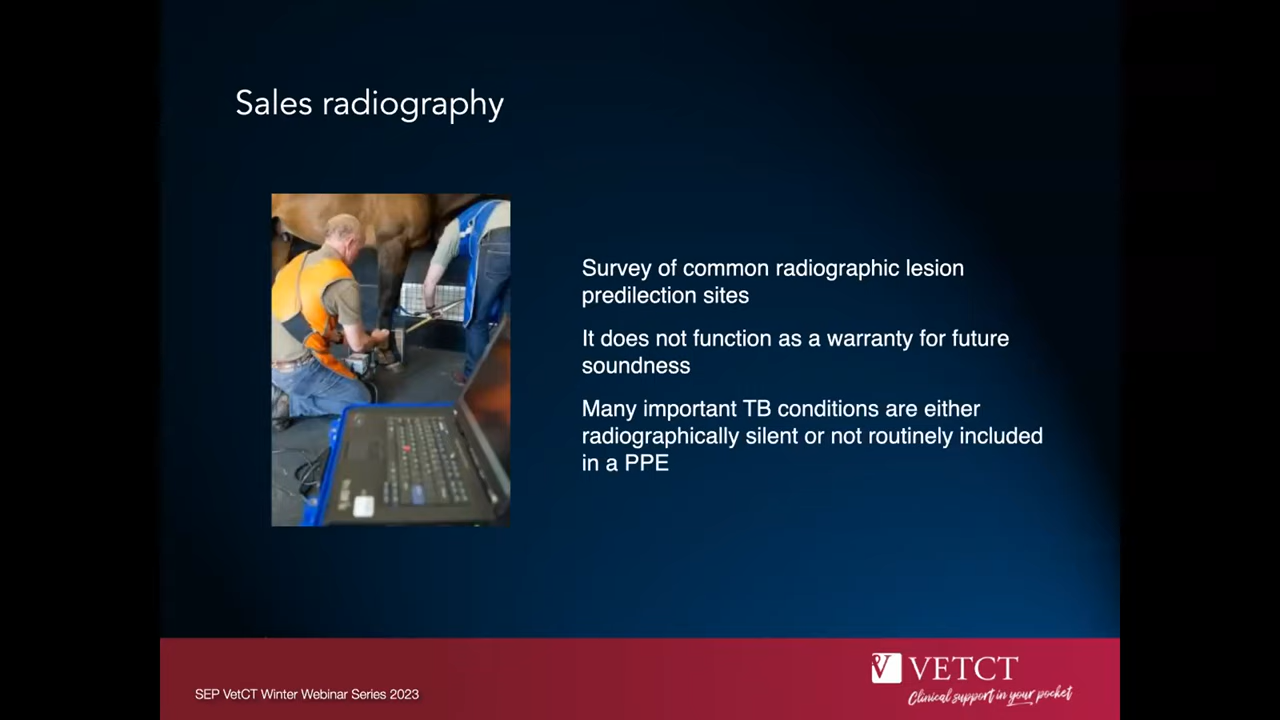 Sales radiography
Survey of common radiographic lesion
predilection sites
It does not function as a warranty for future
soundness
Many important TB conditions are either
radiographically silent or not routinely included
in a PPE
SEP VetCT Winter Webinar Series 2023
V VETCT
Clinical support in your pocket